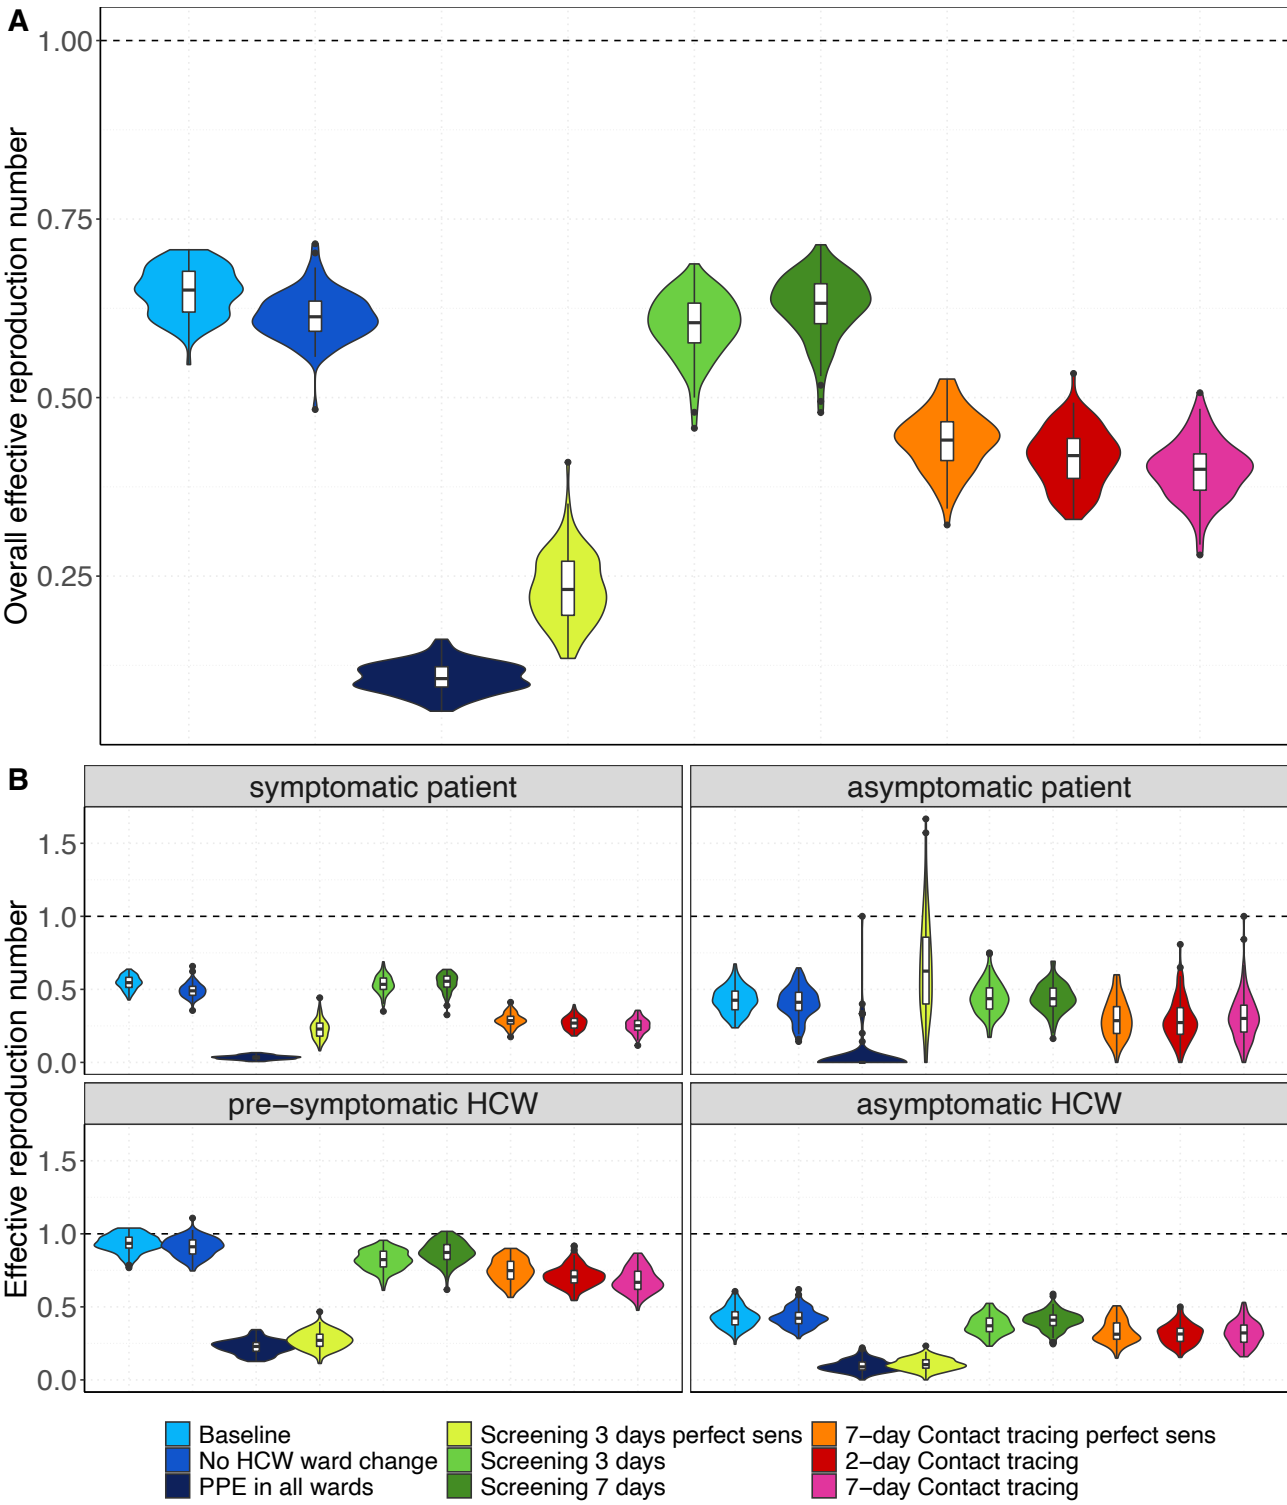 A
1.00
0.75
0.50
0.25
Overall effective reproduction number
B
symptomatic patient
asymptomatic patient
1.5
1.0
0.5
0.0
pre−symptomatic HCW
asymptomatic HCW
1.5
1.0
0.5
0.0
Effective reproduction number
Baseline
No HCW ward change
PPE in all wards
Screening 3 days perfect sens
Screening 3 days
Screening 7 days
7−day Contact tracing perfect sens
2−day Contact tracing
7−day Contact tracing